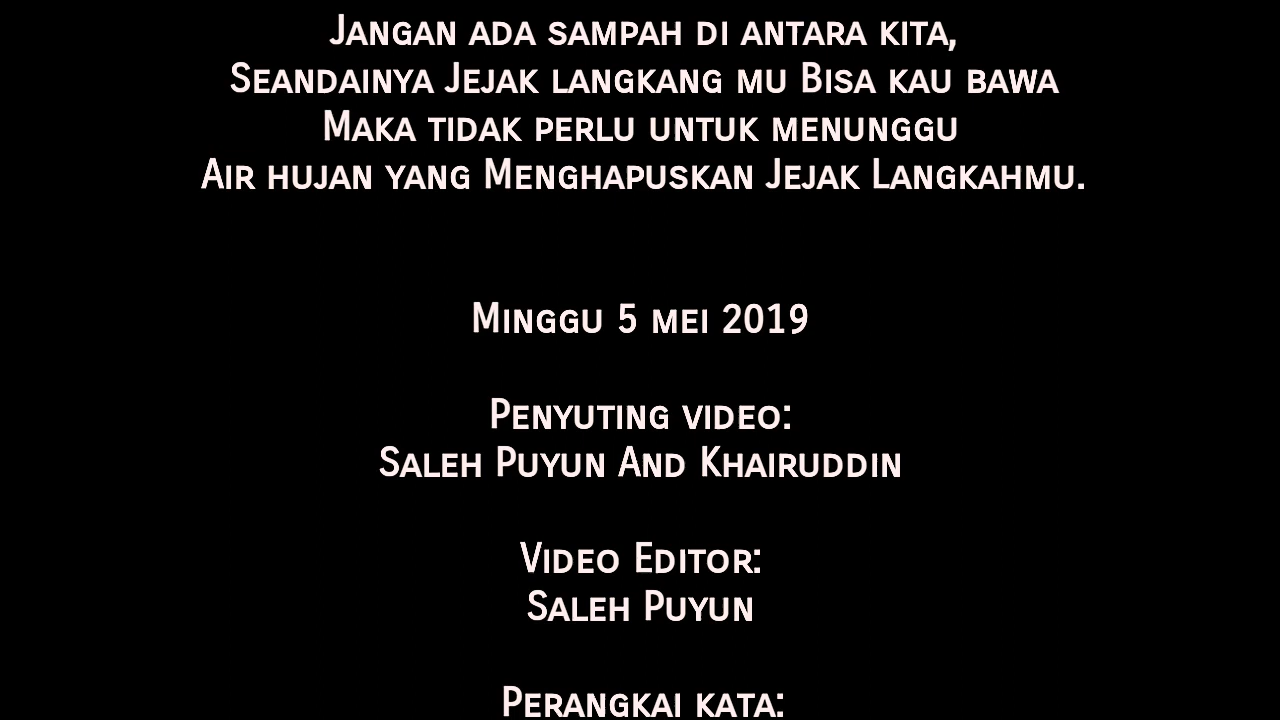 Jangan ada sampah di antara kita,
Seandainya Jejak langkang mu Bisa kau bawa
Maka tidak perlu untuk menunggu
Air hujan yang Menghapuskan Jejak Langkahmu.
Minggu 5 mei 2019
Penyuting video:
Saleh Puyun And Khairuddin
Video Editor:
Saleh Puyun
Perangkai kata: